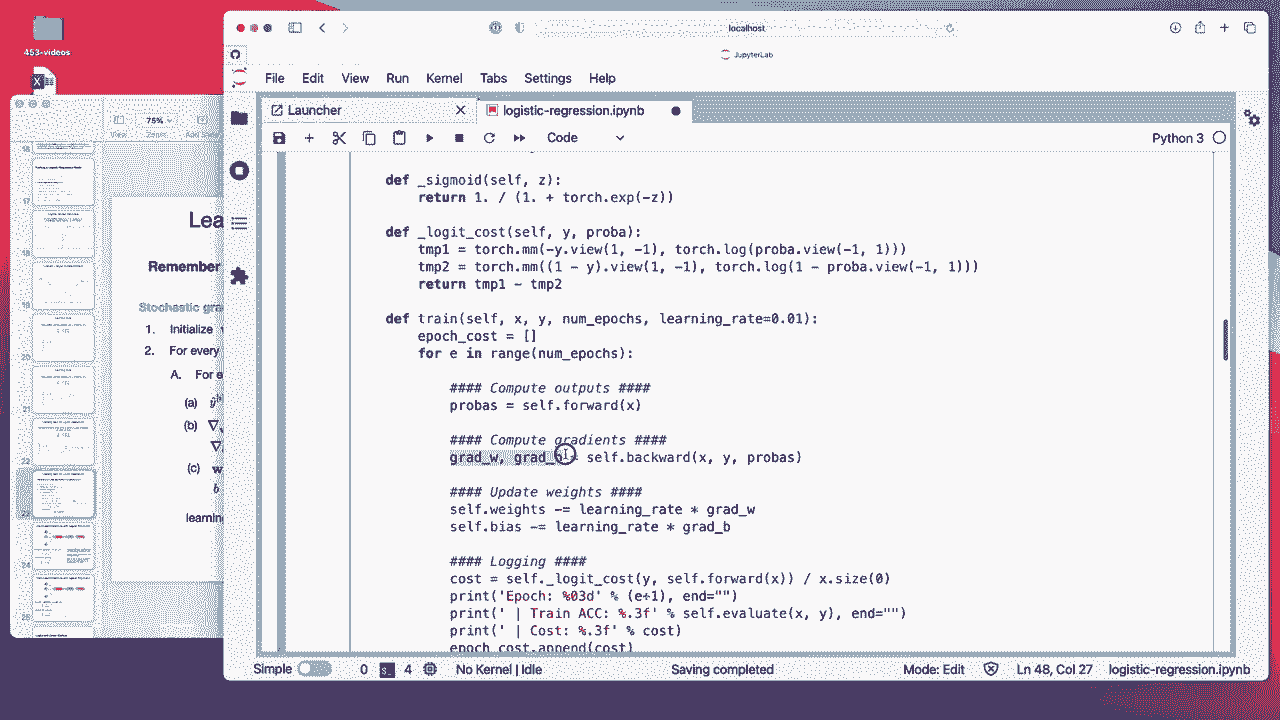 453-videos
localhost
JupyterLab
File Edit View Run Kernel Tabs Settings Help
Launcher
logistic-regression.ipynb
Code
Python 3
75%
View Zoom
Lea
Remember
Stochastic gra
1. Initialize
2. For every
A. For e
(a)
(b)
(c)
learning
17
def _sigmoid(self, z):
return 1. / (1. + torch.exp(-z))
def _logit_cost(self, y, proba):
tmp1 = torch.mm(-y.view(1, -1), torch.log(proba.view(-1, 1)))
tmp2 = torch.mm((1 - y).view(1, -1), torch.log(1 - proba.view(-1, 1)))
return tmp1 - tmp2
def train(self, x, y, num_epochs, learning_rate=0.01):
epoch_cost = []
for e in range(num_epochs):
#### Compute outputs ####
probas = self.forward(x)
#### Compute gradients ####
grad_w, grad_b = self.backward(x, y, probas)
#### Update weights ####
self.weights -= learning_rate * grad_w
self.bias -= learning_rate * grad_b
#### Logging ####
cost = self._logit_cost(y, self.forward(x)) / x.size(0)
print('Epoch: %03d' % (e+1), end="")
print(' | Train ACC: %.3f' % self.evaluate(x, y), end="")
print(' | Cost: %.3f' % cost)
epoch_cost.append(cost)
Simple 0 4 No Kernel | Idle Saving completed Mode: Edit Ln 48, Col 27 logistic-regression.ipynb